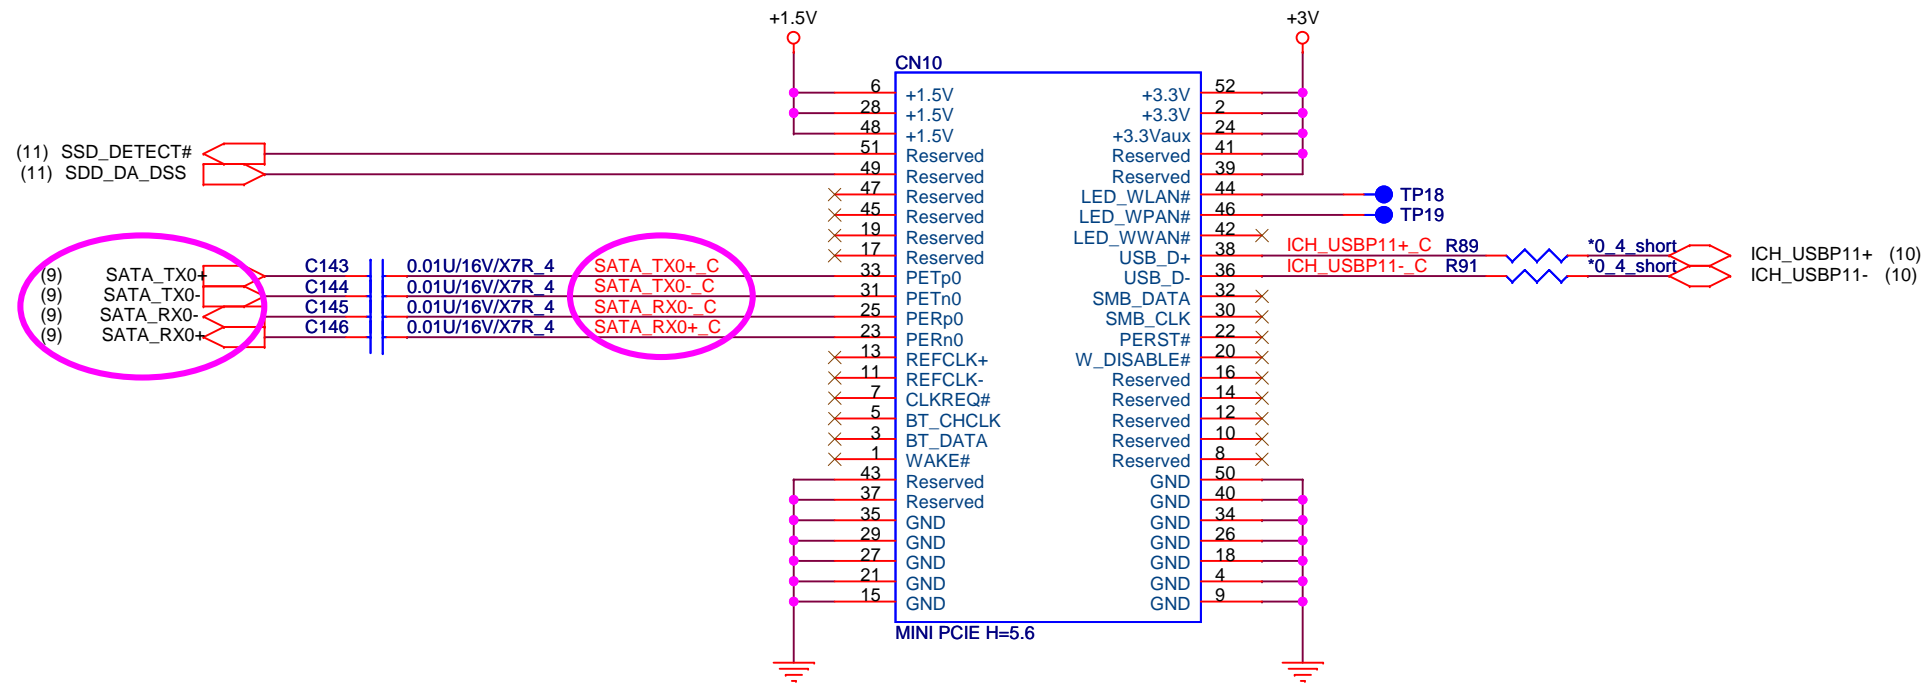 +1.5V +3V
CN10
6 +1.5V +3.3V 52
28 +1.5V +3.3V 2
48 +1.5V +3.3Vaux 24
(11) SSD_DETECT# 51 Reserved Reserved 41
(11) SDD_DA_DSS 49 Reserved Reserved 39
47 Reserved LED_WLAN# 44 TP18
45 Reserved LED_WPAN# 46 TP19
19 Reserved LED_WWAN# 42
17 Reserved USB_D+ 38 ICH_USBP11+_C R89 *0_4_short ICH_USBP11+ (10)
(9) SATA_TX0+ C143 0.01U/16V/X7R_4 SATA_TX0+_C 33 PETp0 USB_D- 36 ICH_USBP11-_C R91 *0_4_short ICH_USBP11- (10)
(9) SATA_TX0- C144 0.01U/16V/X7R_4 SATA_TX0-_C 31 PETn0 SMB_DATA 32
(9) SATA_RX0- C145 0.01U/16V/X7R_4 SATA_RX0-_C 25 PERp0 SMB_CLK 30
(9) SATA_RX0+ C146 0.01U/16V/X7R_4 SATA_RX0+_C 23 PERn0 PERST# 22
13 REFCLK+ W_DISABLE# 20
11 REFCLK- Reserved 16
7 CLKREQ# Reserved 14
5 BT_CHCLK Reserved 12
3 BT_DATA Reserved 10
1 WAKE# Reserved 8
43 Reserved GND 50
37 Reserved GND 40
35 GND GND 34
29 GND GND 26
27 GND GND 18
21 GND GND 4
15 GND GND 9
MINI PCIE H=5.6